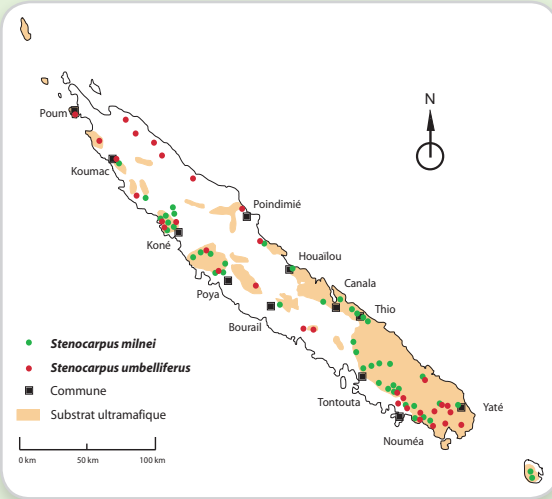 N
Poum
Koumac
Poindimié
Koné
Houaïlou
Canala
Poya
Thio
Bourail
Stenocarpus milnei
Stenocarpus umbelliferus
Commune
Substrat ultramafique
Tontouta
Yaté
Nouméa
0 km 50 km 100 km